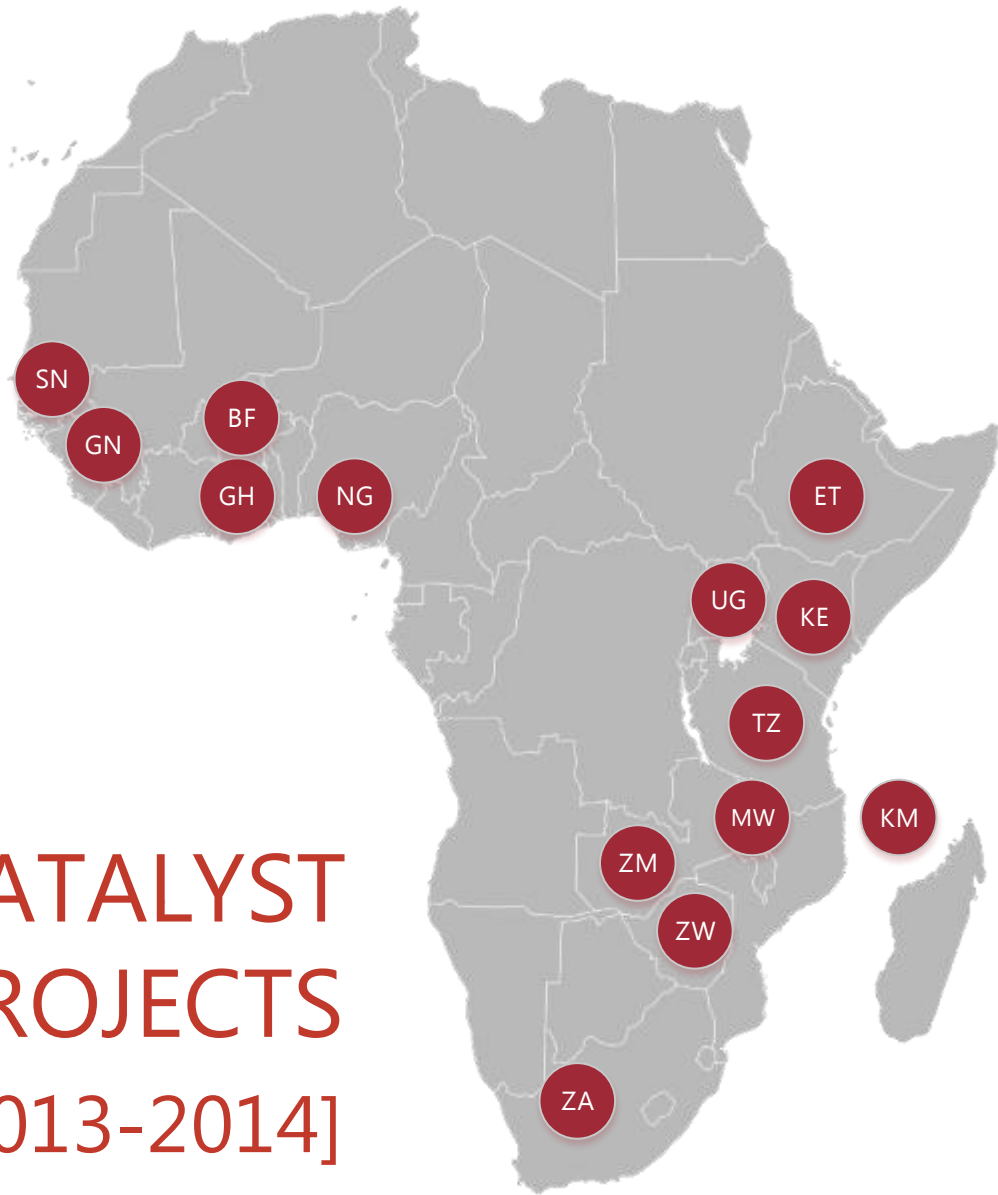 SN
BF
GN
GH
NG
ET
UG
KE
TZ
MW
KM
ZM
ZW
ZA
ATALYST
ROJECTS
013-2014]